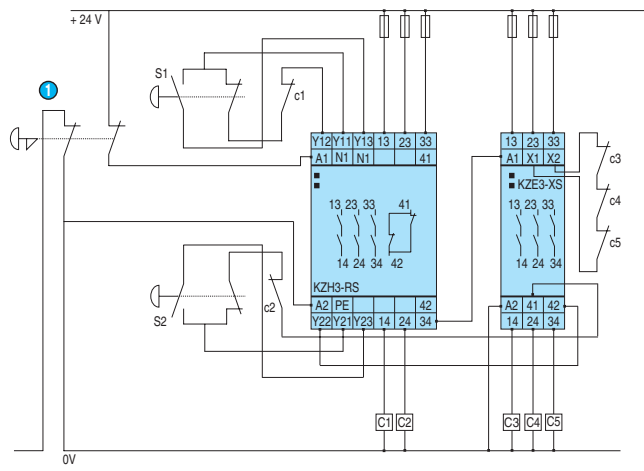 + 24 V
1
S1
c1
Y12 Y11 Y13 13 23 33
A1 N1 N1 41
13 23 33
A1 X1 X2
KZE3-XS
c3
c4
c5
13 23 33 41
14 24 34 42
13 23 33
14 24 34
KZH3-RS
S2
c2
A2 PE 42
Y22 Y21 Y23 14 24 34
A2 41 42
14 24 34
C1 C2
C3 C4 C5
0V